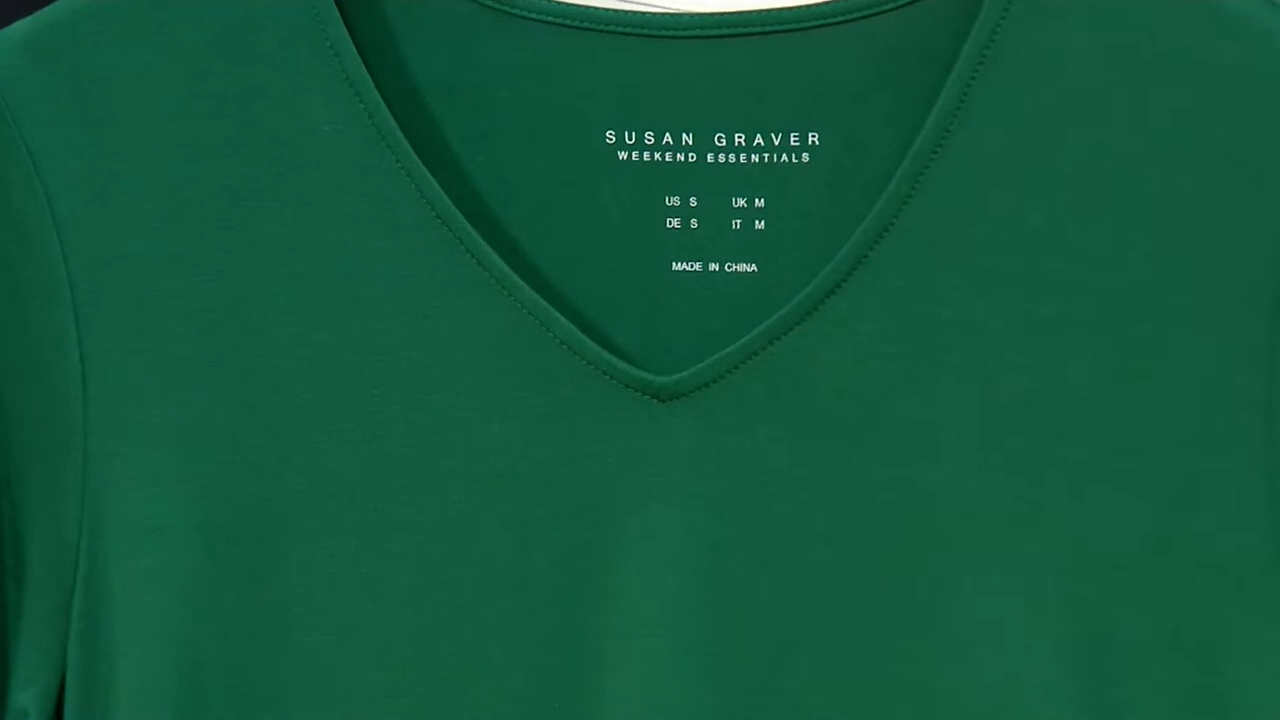 SUSAN GRAVER
WEEKEND ESSENTIALS
US S UK M
DE S IT M
MADE IN CHINA